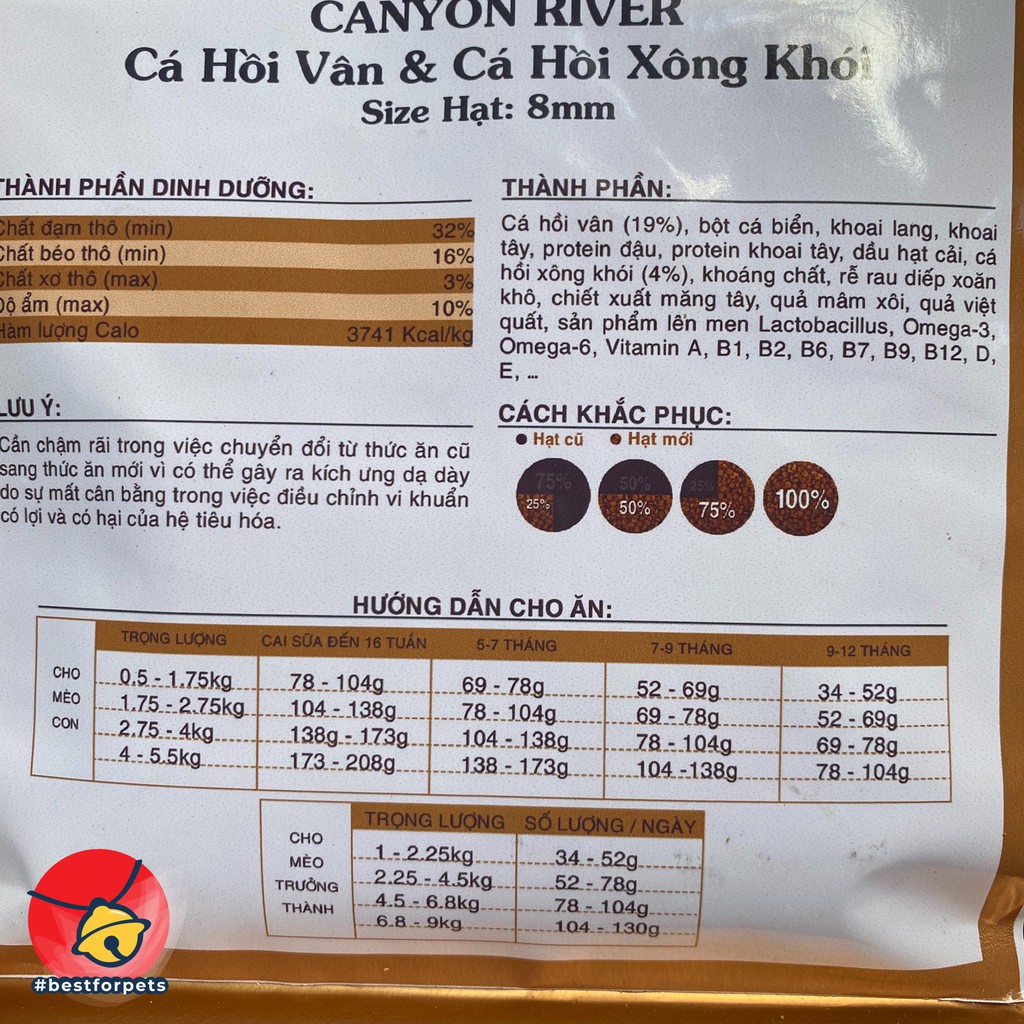 CANYON RIVER
Cá Hồi Vân & Cá Hồi Xông Khói
Size Hạt: 8mm
THÀNH PHẦN DINH DƯỠNG:
Chất đạm thô (min) 32%
Chất béo thô (min) 16%
Chất xơ thô (max) 3%
Độ ẩm (max) 10%
Hàm lượng Calo 3741 Kcal/kg
THÀNH PHẦN:
Cá hồi vân (19%), bột cá biển, khoai lang, khoai
tây, protein đậu, protein khoai tây, dầu hạt cải, cá
hồi xông khói (4%), khoáng chất, rễ rau diếp xoăn
khô, chiết xuất măng tây, quả mâm xôi, quả việt
quất, sản phẩm lên men Lactobacillus, Omega-3,
Omega-6, Vitamin A, B1, B2, B6, B7, B9, B12, D,
E, ...
LƯU Ý:
Cần chậm rãi trong việc chuyển đổi từ thức ăn cũ
sang thức ăn mới vì có thể gây ra kích ưng dạ dày
do sự mất cân bằng trong việc điều chỉnh vi khuẩn
có lợi và có hại của hệ tiêu hóa.
CÁCH KHẮC PHỤC:
Hạt cũ Hạt mới
75% 50% 25%
25% 50% 75% 100%
HƯỚNG DẪN CHO ĂN:
TRỌNG LƯỢNG CAI SỮA ĐẾN 16 TUẦN 5-7 THÁNG 7-9 THÁNG 9-12 THÁNG
CHO MÈO CON
0.5 - 1.75kg 78 - 104g 69 - 78g 52 - 69g 34 - 52g
1.75 - 2.75kg 104 - 138g 78 - 104g 69 - 78g 52 - 69g
2.75 - 4kg 138g - 173g 104 - 138g 78 - 104g 69 - 78g
4 - 5.5kg 173 - 208g 138 - 173g 104 -138g 78 - 104g
TRỌNG LƯỢNG SỐ LƯỢNG / NGÀY
CHO MÈO TRƯỞNG THÀNH
1 - 2.25kg 34 - 52g
2.25 - 4.5kg 52 - 78g
4.5 - 6.8kg 78 - 104g
6.8 - 9kg 104 - 130g
#bestforpets